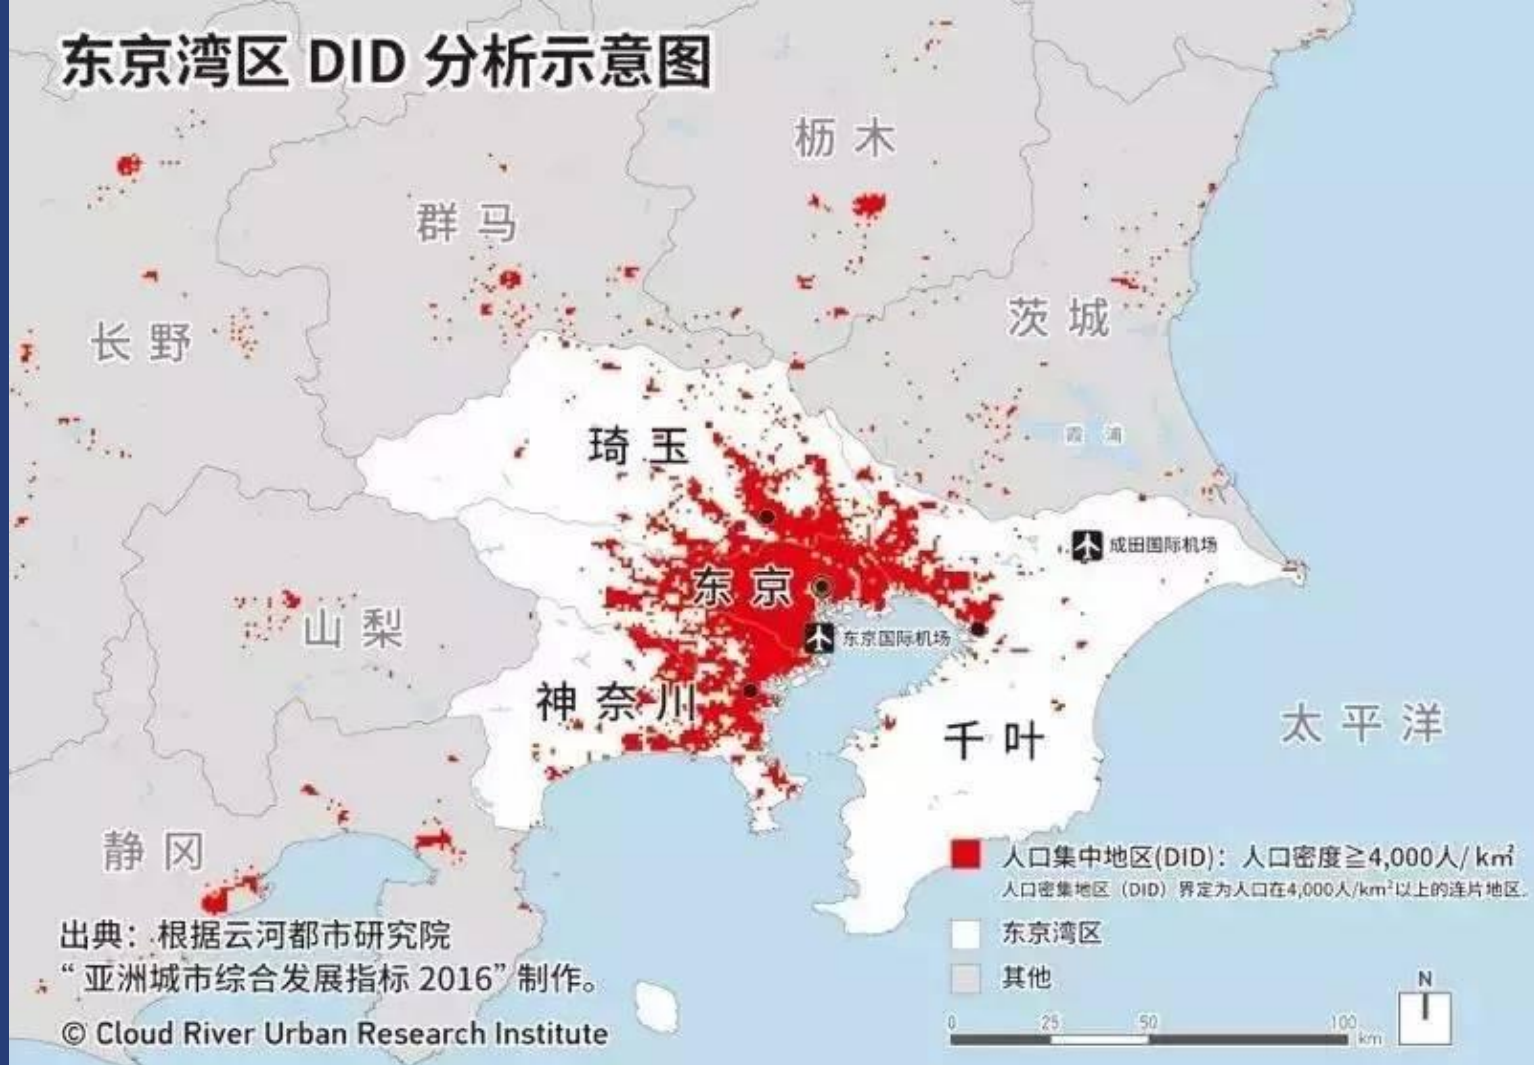 东京湾区 DID 分析示意图
枥木
群马
茨城
长野
霞浦
琦玉
成田国际机场
东京
山梨
东京国际机场
神奈川
千叶
太平洋
静冈
人口集中地区(DID)：人口密度≧4,000人/k㎡
人口密集地区（DID）界定为人口在4,000人/km²以上的连片地区.
东京湾区
其他
出典：根据云河都市研究院
“亚洲城市综合发展指标 2016”制作。
© Cloud River Urban Research Institute
N
0 25 50 100 km